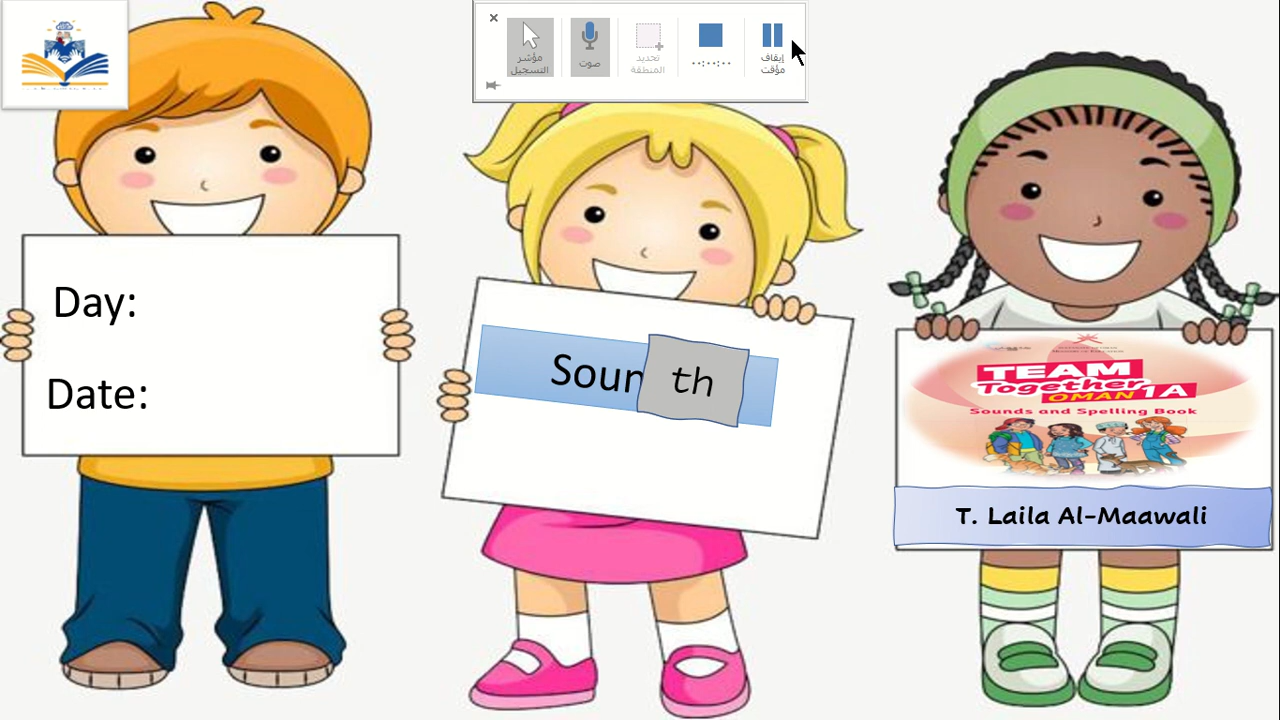 مؤشر
التسجيل
صوت
تحديد
المنطقة
إيقاف
مؤقت
Day:
Date:
th
TEAM
Together 1A
OMAN
Sounds and Spelling Book
T. Laila Al-Maawali